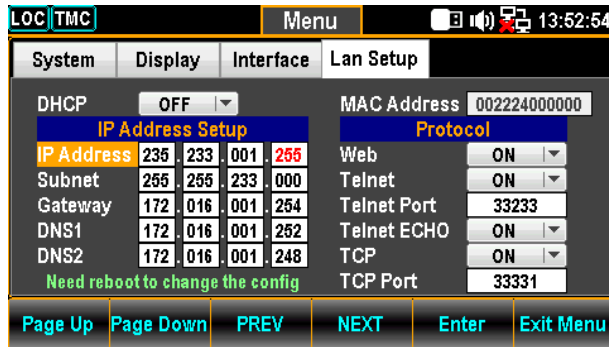 LOC TMC Menu 13:52:54
System Display Interface Lan Setup
DHCP OFF MAC Address 002224000000
IP Address Setup Protocol
IP Address 235 . 233 . 001 . 255 Web ON
Subnet 255 . 255 . 233 . 000 Telnet ON
Gateway 172 . 016 . 001 . 254 Telnet Port 33233
DNS1 172 . 016 . 001 . 252 Telnet ECHO ON
DNS2 172 . 016 . 001 . 248 TCP ON
Need reboot to change the config TCP Port 33331
Page Up Page Down PREV NEXT Enter Exit Menu